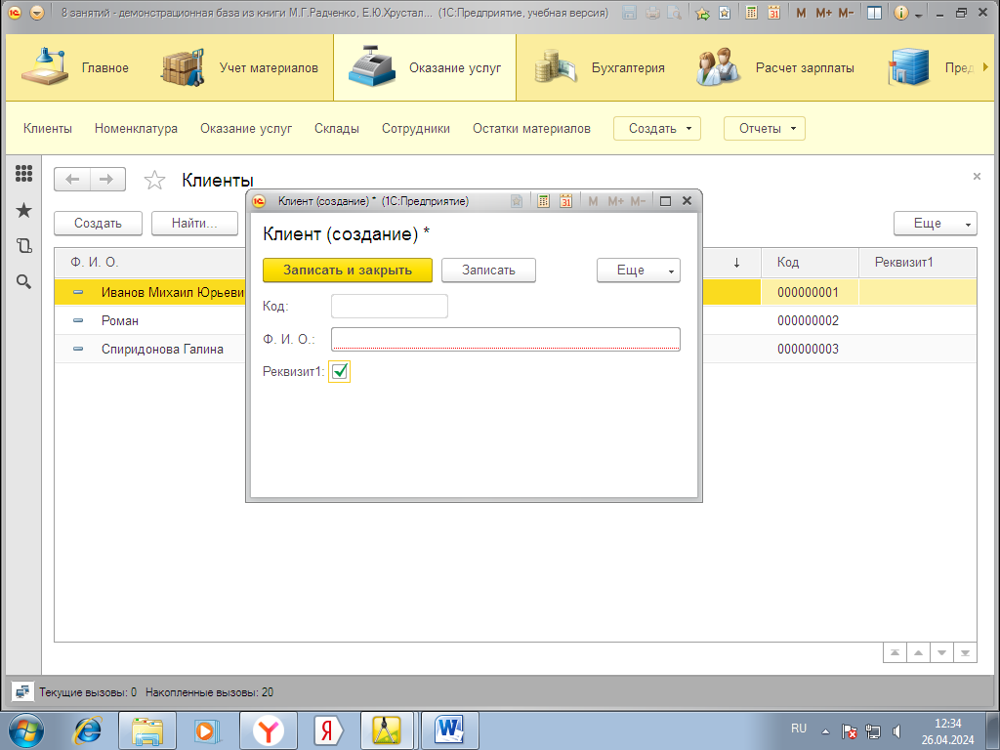 8 занятий - демонстрационная база из книги М.Г.Радченко, Е.Ю.Хрустал... (1С:Предприятие, учебная версия)
M M+ M-
Главное
Учет материалов
Оказание услуг
Бухгалтерия
Расчет зарплаты
Пред
Клиенты Номенклатура Оказание услуг Склады Сотрудники Остатки материалов Создать Отчеты
Клиенты
Создать Найти... Еще
Ф. И. О. Код Реквизит1
Иванов Михаил Юрьеви 000000001
Роман 000000002
Спиридонова Галина 000000003
Клиент (создание) * (1С:Предприятие)
M M+ M-
Клиент (создание) *
Записать и закрыть Записать Еще
Код:
Ф. И. О.:
Реквизит1:
Текущие вызовы: 0 Накопленные вызовы: 20
RU
12:34
26.04.2024